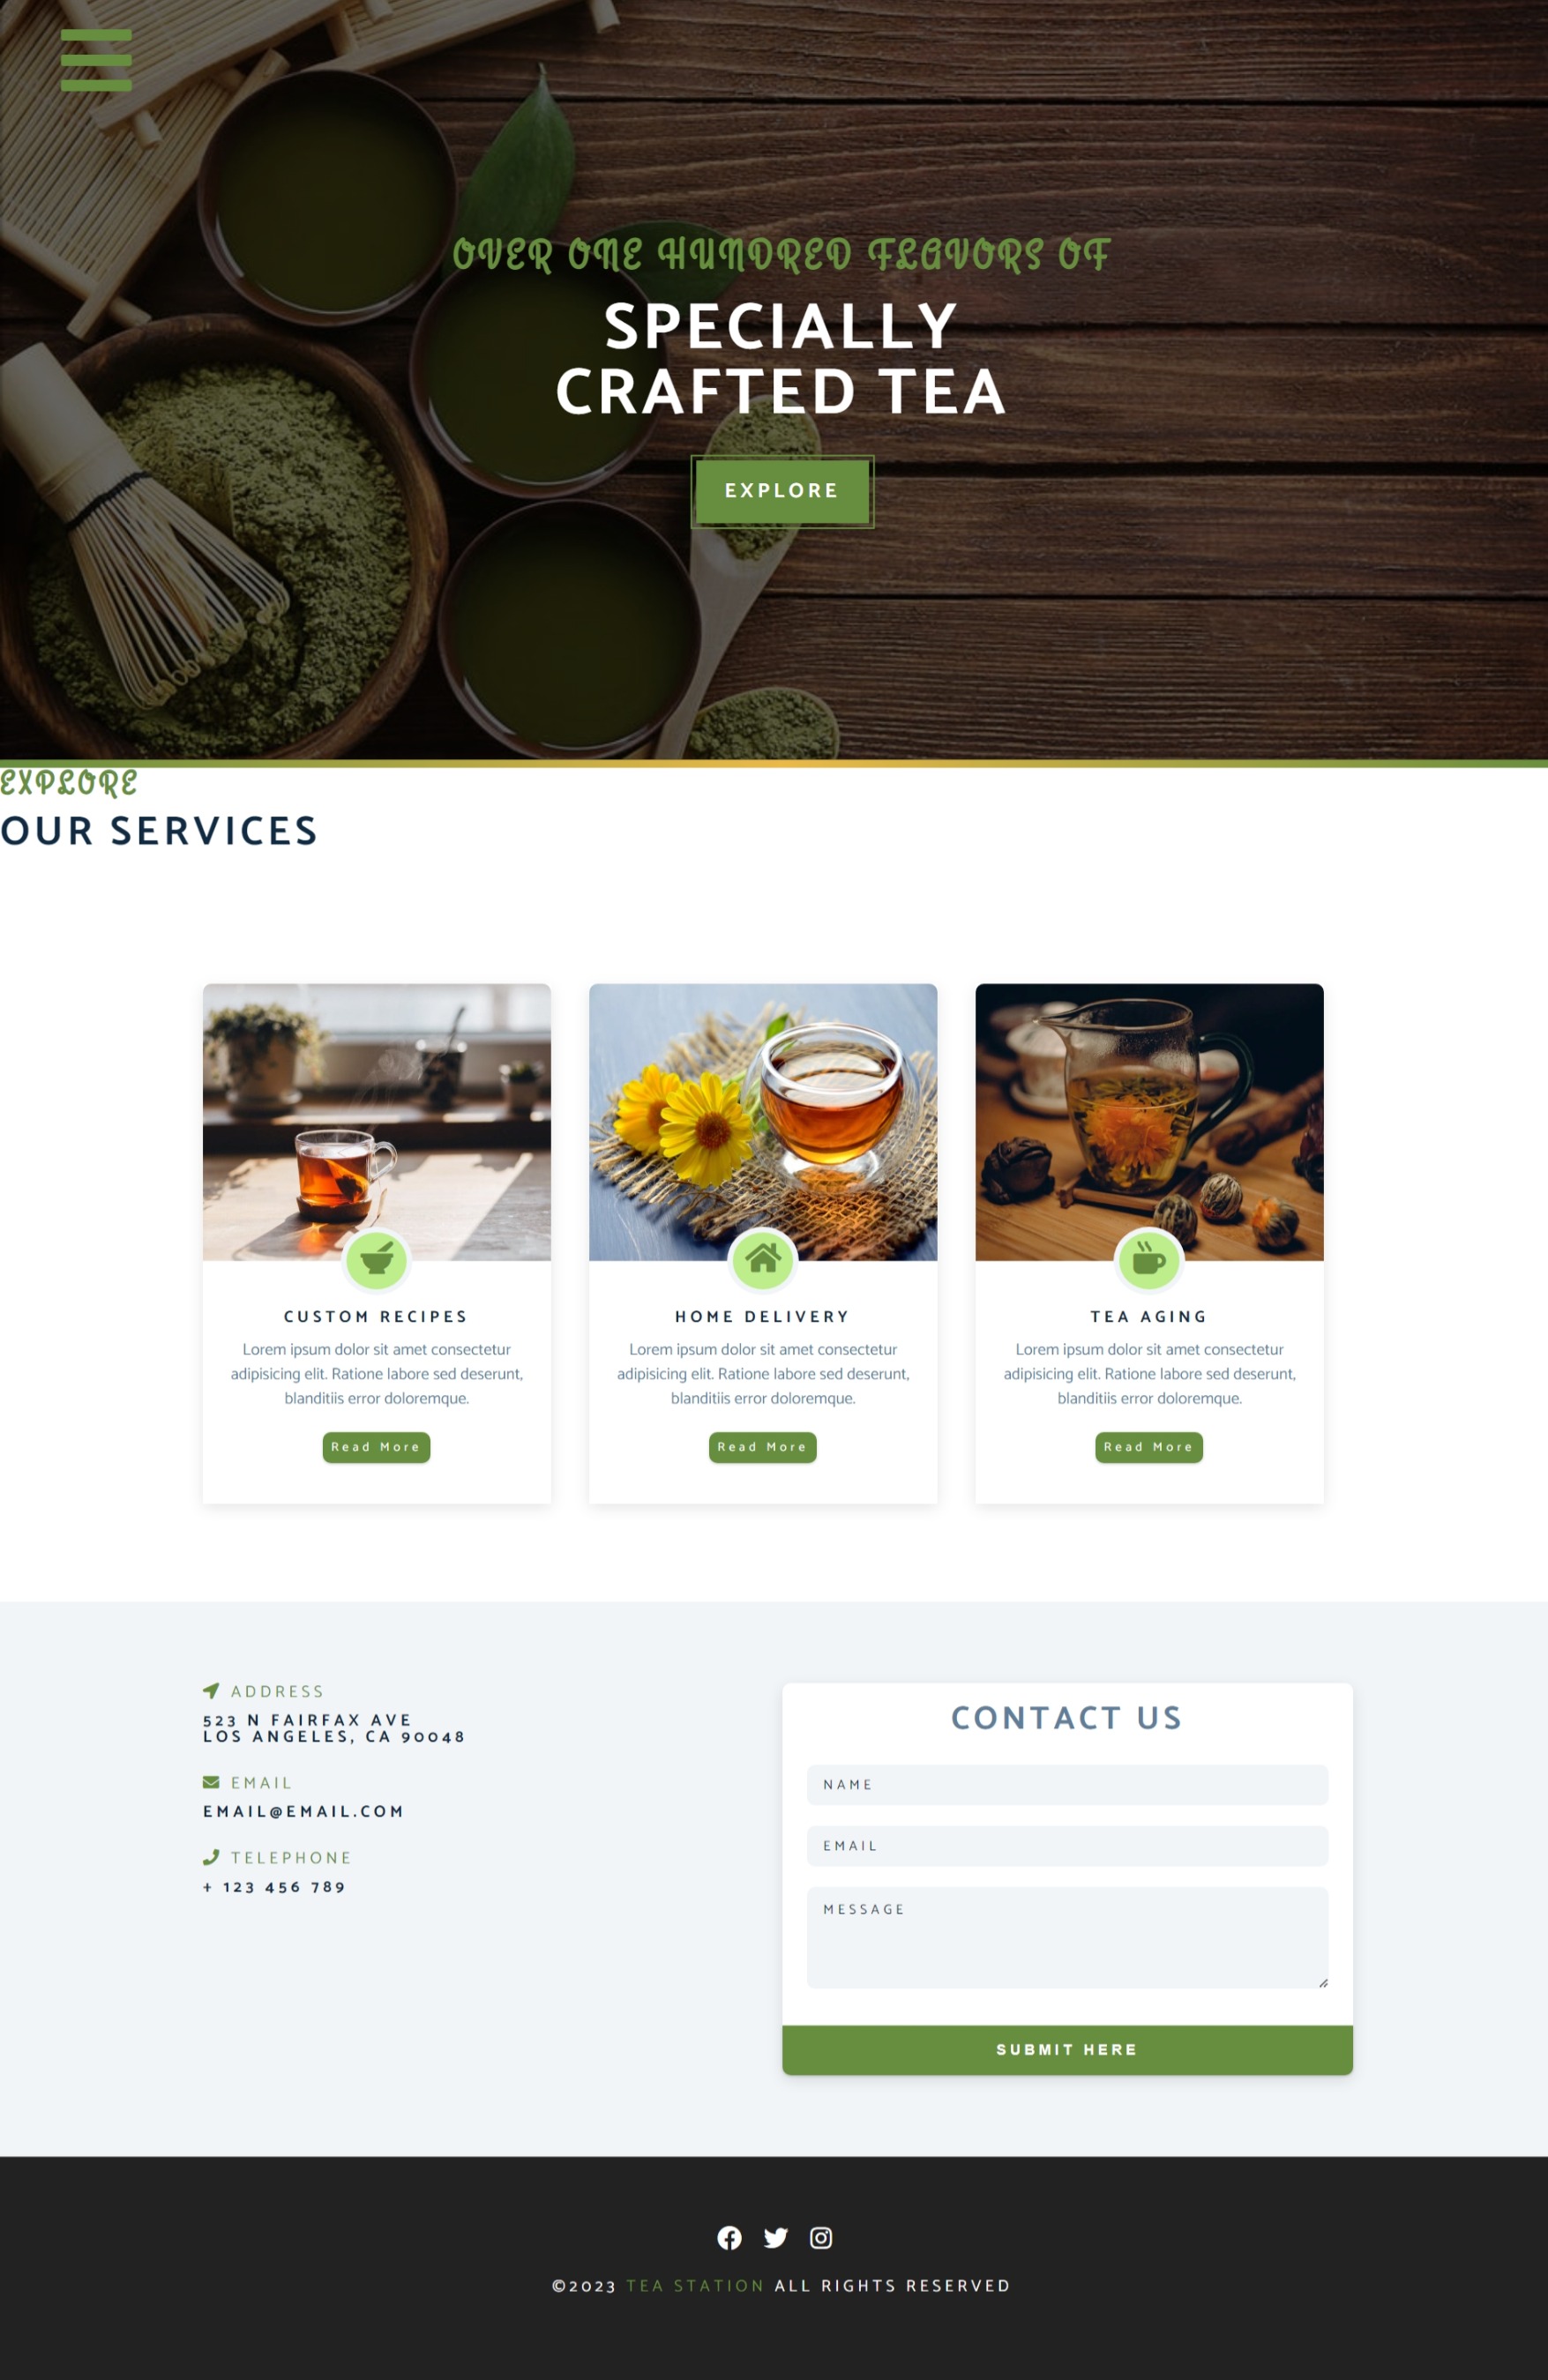 OVER ONE HUNDRED FLAVORS OF
SPECIALLY
CRAFTED TEA
EXPLORE
EXPLORE
OUR SERVICES
CUSTOM RECIPES
Lorem ipsum dolor sit amet consectetur
adipisicing elit. Ratione labore sed deserunt,
blanditiis error doloremque.
Read More
HOME DELIVERY
Lorem ipsum dolor sit amet consectetur
adipisicing elit. Ratione labore sed deserunt,
blanditiis error doloremque.
Read More
TEA AGING
Lorem ipsum dolor sit amet consectetur
adipisicing elit. Ratione labore sed deserunt,
blanditiis error doloremque.
Read More
ADDRESS
523 N FAIRFAX AVE
LOS ANGELES, CA 90048
EMAIL
EMAIL@EMAIL.COM
TELEPHONE
+ 123 456 789
CONTACT US
NAME
EMAIL
MESSAGE
SUBMIT HERE
©2023 TEA STATION ALL RIGHTS RESERVED